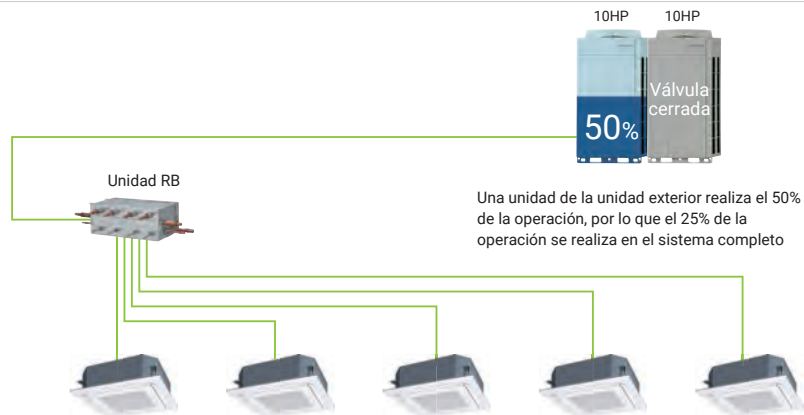 10HP 10HP
Válvula
cerrada
50%
Unidad RB
Una unidad de la unidad exterior realiza el 50%
de la operación, por lo que el 25% de la
operación se realiza en el sistema completo